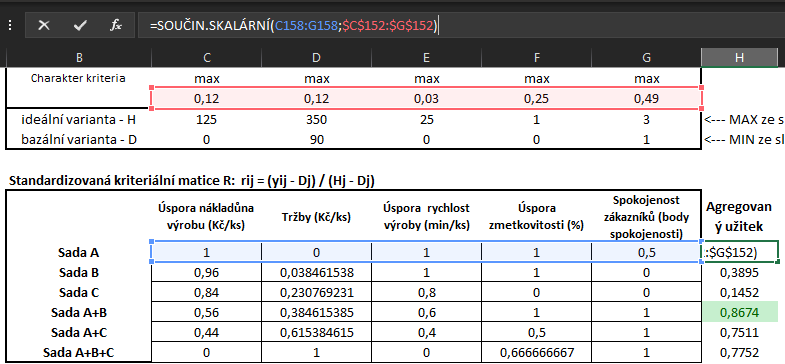 =SOUČIN.SKALÁRNÍ(C158:G158;$C$152:$G$152)
B C D E F G H
Charakter kriteria max max max max max
0,12 0,12 0,03 0,25 0,49
ideální varianta - H 125 350 25 1 3 <--- MAX ze s
bazální varianta - D 0 90 0 0 1 <--- MIN ze sl
Standardizovaná kriteriální matice R: rij = (yij - Dj) / (Hj - Dj)
Úspora nákladůna výrobu (Kč/ks) Tržby (Kč/ks) Úspora rychlost výroby (min/ks) Úspora zmetkovitosti (%) Spokojenost zákazníků (body spokojenosti) Agregovaný užitek
Sada A 1 0 1 1 0,5 :$G$152)
Sada B 0,96 0,038461538 1 1 0 0,3895
Sada C 0,84 0,230769231 0,8 0 0 0,1452
Sada A+B 0,56 0,384615385 0,6 1 1 0,8674
Sada A+C 0,44 0,615384615 0,4 0,5 1 0,7511
Sada A+B+C 0 1 0 0,666666667 1 0,7752